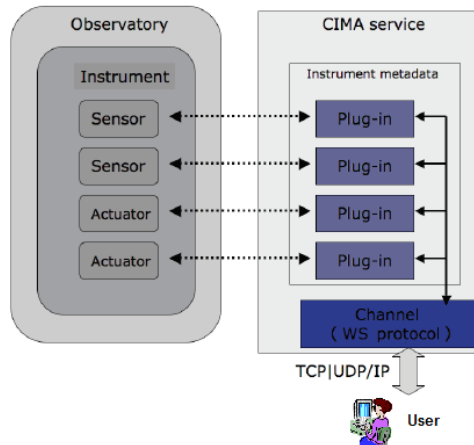 Observatory
Instrument
Sensor
Sensor
Actuator
Actuator
CIMA service
Instrument metadata
Plug-in
Plug-in
Plug-in
Plug-in
Channel
( WS protocol)
TCP|UDP/IP
User